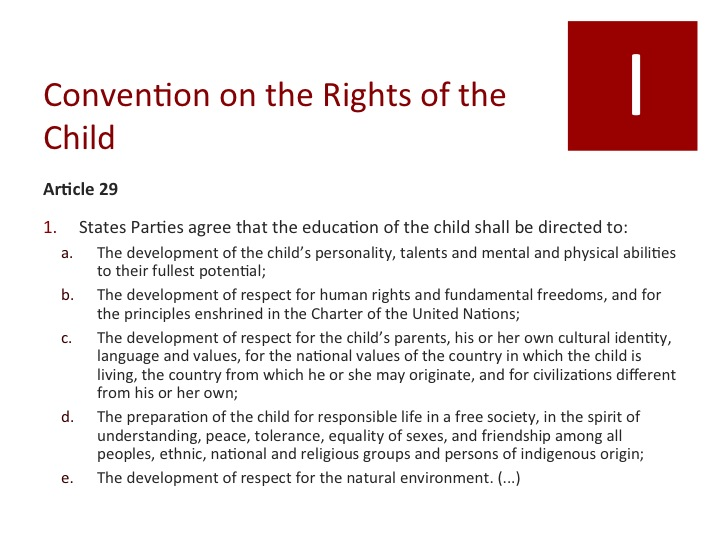 I
Convention on the Rights of the
Child
Article 29
1. States Parties agree that the education of the child shall be directed to:
a. The development of the child’s personality, talents and mental and physical abilities
to their fullest potential;
b. The development of respect for human rights and fundamental freedoms, and for
the principles enshrined in the Charter of the United Nations;
c. The development of respect for the child’s parents, his or her own cultural identity,
language and values, for the national values of the country in which the child is
living, the country from which he or she may originate, and for civilizations different
from his or her own;
d. The preparation of the child for responsible life in a free society, in the spirit of
understanding, peace, tolerance, equality of sexes, and friendship among all
peoples, ethnic, national and religious groups and persons of indigenous origin;
e. The development of respect for the natural environment. (...)